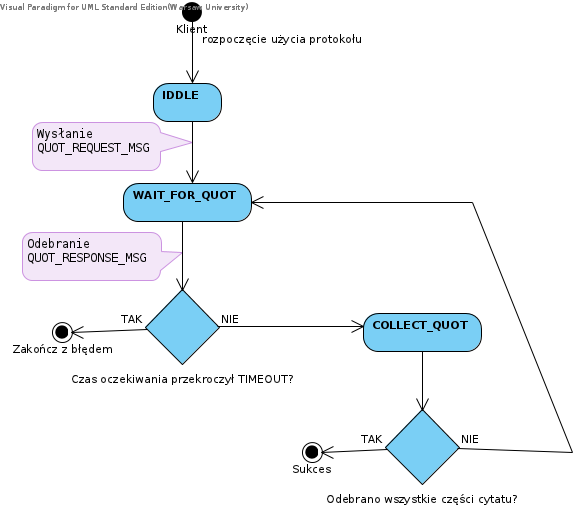 Visual Paradigm for UML Standard Edition(Warsaw University)
Klient
rozpoczęcie użycia protokołu
IDDLE
Wysłanie
QUOT_REQUEST_MSG
WAIT_FOR_QUOT
Odebranie
QUOT_RESPONSE_MSG
TAK
NIE
COLLECT_QUOT
Zakończ z błędem
Czas oczekiwania przekroczył TIMEOUT?
TAK
NIE
Sukces
Odebrano wszystkie części cytatu?